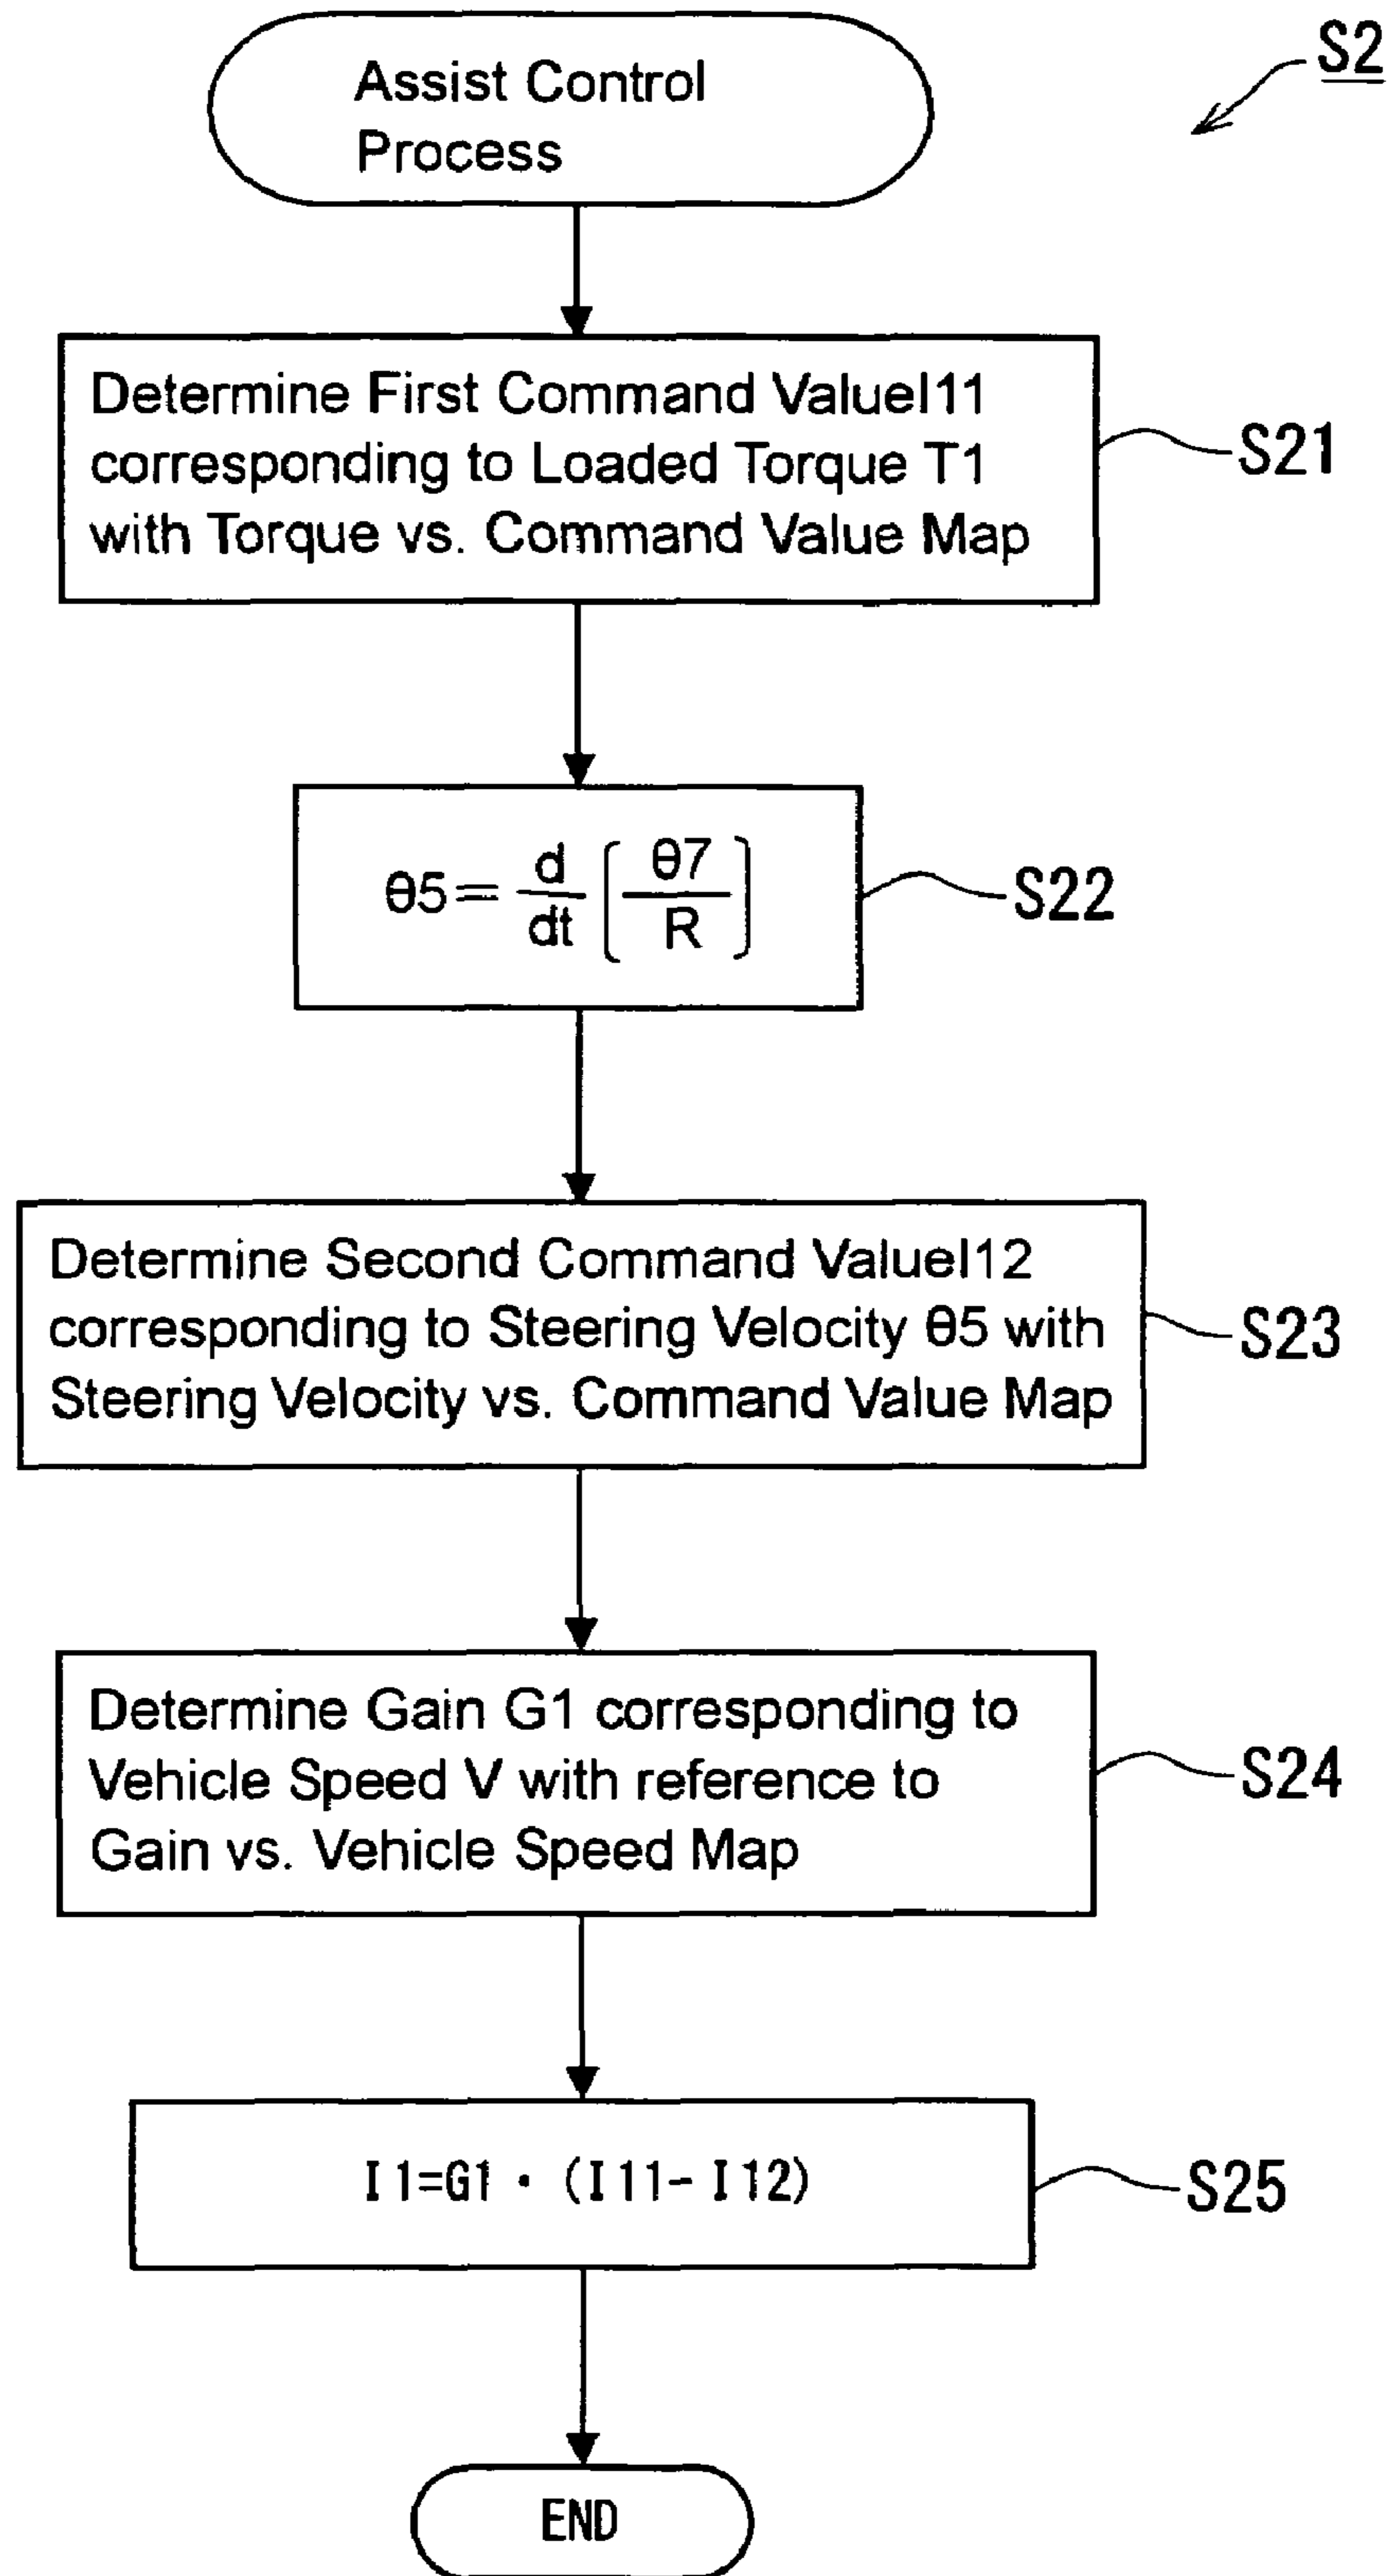 S2
Assist Control
Process
Determine First Command ValueI11
corresponding to Loaded Torque T1
with Torque vs. Command Value Map
S21
θ5= d/dt [θ7/R]
S22
Determine Second Command ValueI12
corresponding to Steering Velocity θ5 with
Steering Velocity vs. Command Value Map
S23
Determine Gain G1 corresponding to
Vehicle Speed V with reference to
Gain vs. Vehicle Speed Map
S24
I1=G1・(I11-I12)
S25
END